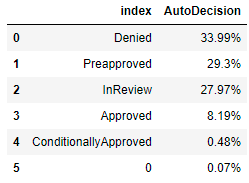 index AutoDecision
0 Denied 33.99%
1 Preapproved 29.3%
2 InReview 27.97%
3 Approved 8.19%
4 ConditionallyApproved 0.48%
5 0 0.07%